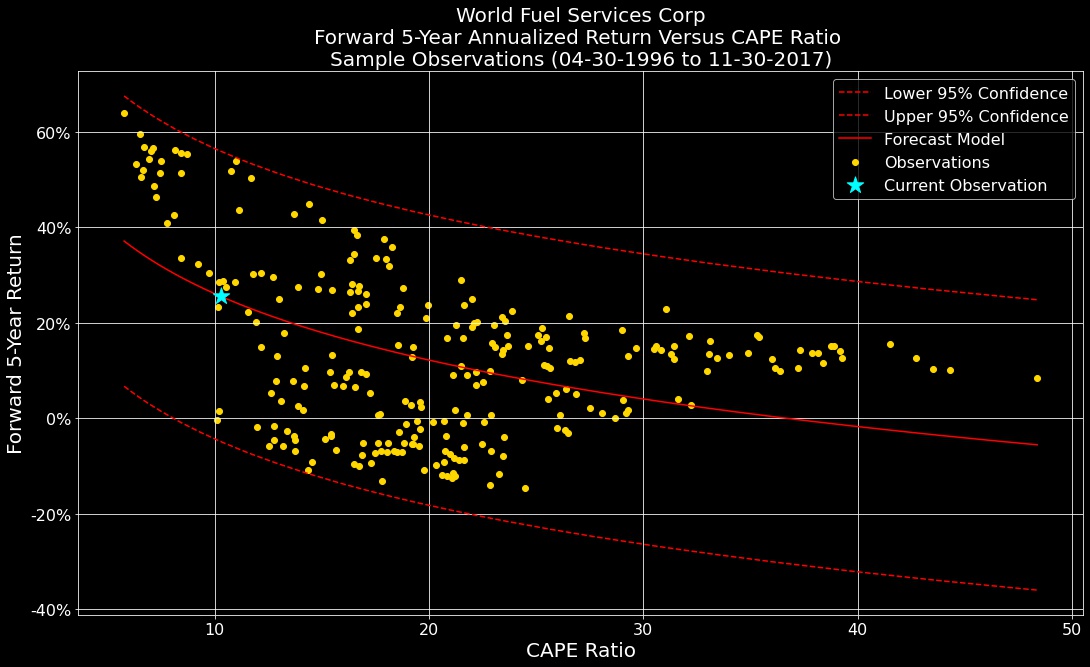 World Fuel Services Corp
Forward 5-Year Annualized Return Versus CAPE Ratio
Sample Observations (04-30-1996 to 11-30-2017)
Lower 95% Confidence
Upper 95% Confidence
Forecast Model
Observations
Current Observation
Forward 5-Year Return
60%
40%
20%
0%
-20%
-40%
10 20 30 40 50
CAPE Ratio